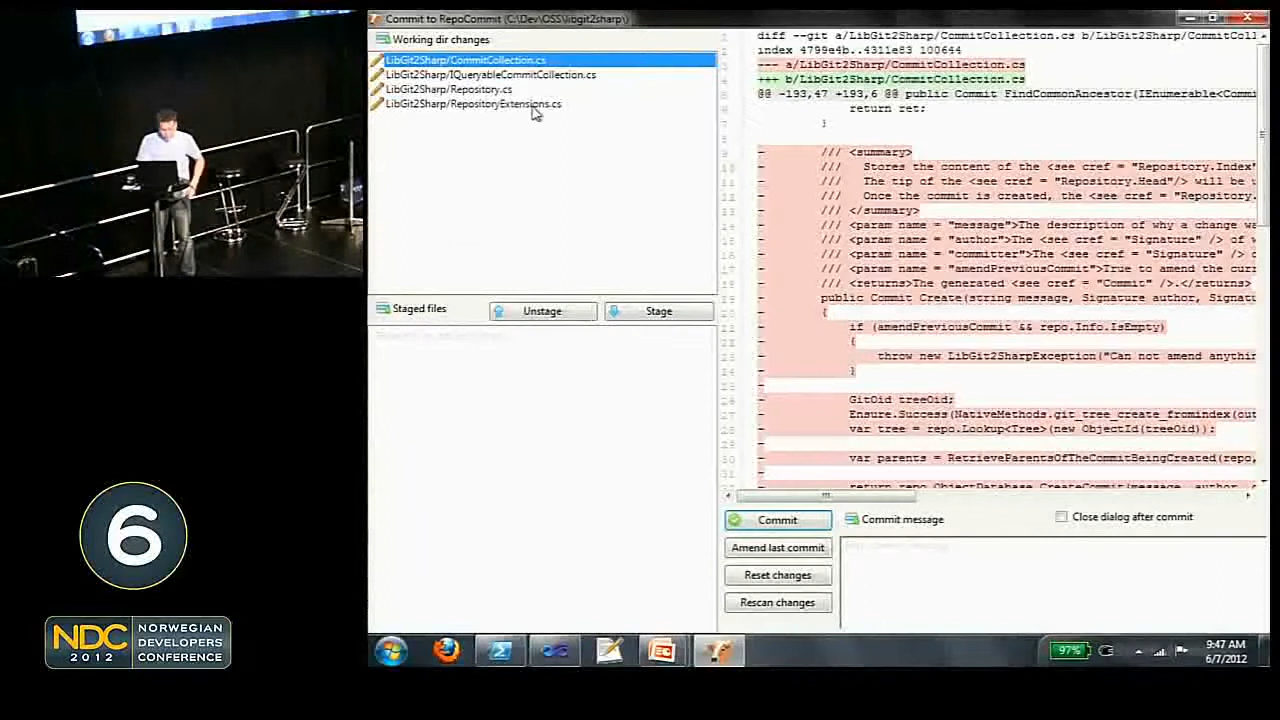 Commit to RepoCommit (C:\Dev\OSS\libgit2sharp\)
Working dir changes
LibGit2Sharp/CommitCollection.cs
LibGit2Sharp/IQueryableCommitCollection.cs
LibGit2Sharp/Repository.cs
LibGit2Sharp/RepositoryExtensions.cs
Staged files
Unstage
Stage
diff --git a/LibGit2Sharp/CommitCollection.cs b/LibGit2Sharp/CommitColl
index 4799e4b..4311e83 100644
--- a/LibGit2Sharp/CommitCollection.cs
+++ b/LibGit2Sharp/CommitCollection.cs
@@ -193,47 +193,6 @@ public Commit FindCommonAncestor(IEnumerable<Commi
return ret;
}
- /// <summary>
- /// Stores the content of the <see cref = "Repository.Index"
- /// The tip of the <see cref = "Repository.Head"/> will be u
- /// Once the commit is created, the <see cref = "Repository.
- /// </summary>
- /// <param name = "message">The description of why a change wa
- /// <param name = "author">The <see cref = "Signature" /> of w
- /// <param name = "committer">The <see cref = "Signature" /> o
- /// <param name = "amendPreviousCommit">True to amend the curr
- /// <returns>The generated <see cref = "Commit" />.</returns>
- public Commit Create(string message, Signature author, Signatu
- {
- if (amendPreviousCommit && repo.Info.IsEmpty)
- {
- throw new LibGit2SharpException("Can not amend anythin
- }
-
- GitOid treeOid;
- Ensure.Success(NativeMethods.git_tree_create_fromindex(out
- var tree = repo.Lookup<Tree>(new ObjectId(treeOid));
-
- var parents = RetrieveParentsOfTheCommitBeingCreated(repo,
-
- return repo.ObjectDatabase.CreateCommit(message, author, c
Commit
Commit message
Close dialog after commit
Amend last commit
Reset changes
Rescan changes
97%
9:47 AM
6/7/2012
6
NDC
2012
NORWEGIAN
DEVELOPERS
CONFERENCE